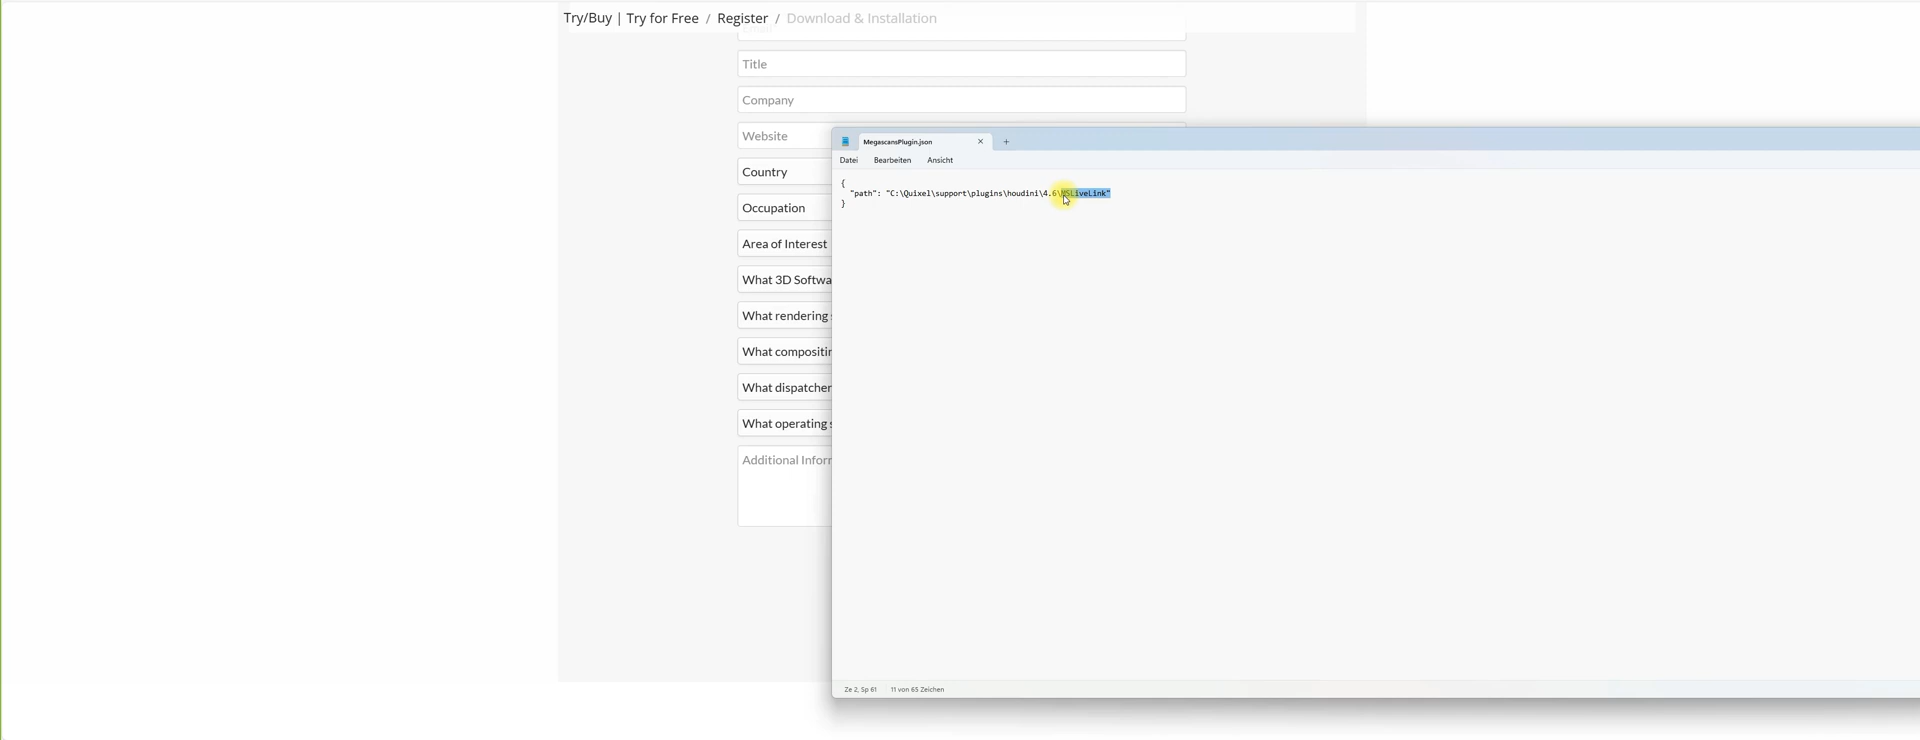 Try/Buy | Try for Free / Register / Download & Installation
Title
Company
Website
Country
Occupation
Area of Interest
What 3D Softwa
What rendering
What compositin
What dispatcher
What operating s
Additional Inforr
MegascansPlugin.json
Datei Bearbeiten Ansicht
{
"path": "C:\Quixel\support\plugins\houdini\4.6\MSLiveLink"
}
Ze 2, Sp 61 11 von 65 Zeichen